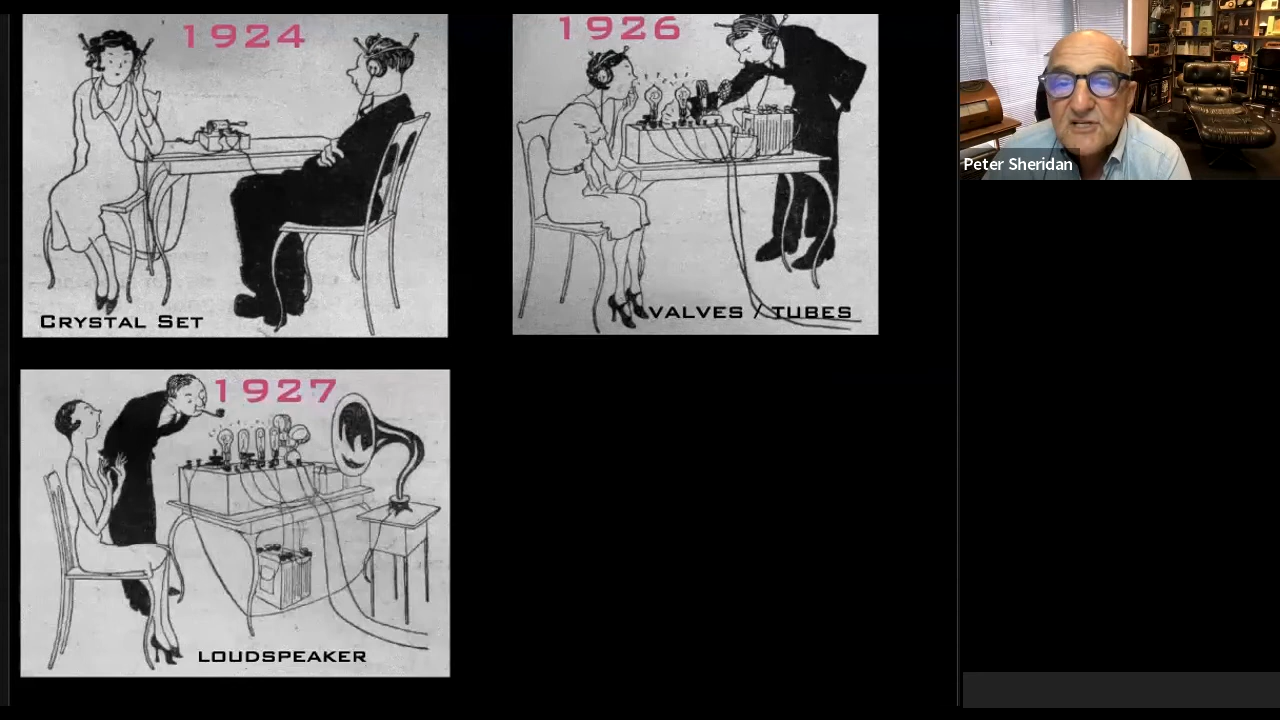 1924
CRYSTAL SET
1926
VALVES / TUBES
1927
LOUDSPEAKER
Peter Sheridan